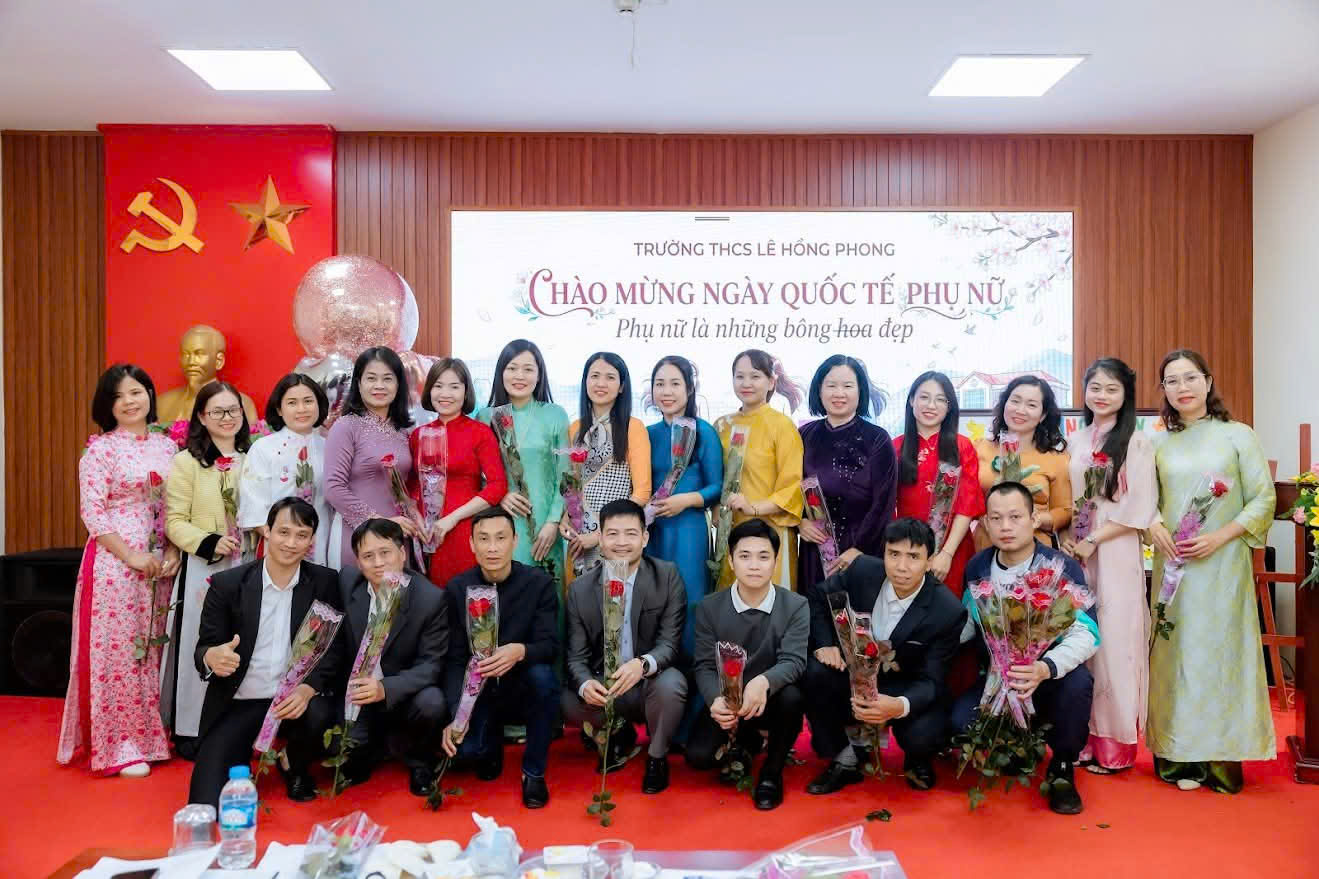 TRƯỜNG THCS LÊ HỒNG PHONG
CHÀO MỪNG NGÀY QUỐC TẾ PHỤ NỮ
Phụ nữ là những bông hoa đẹp